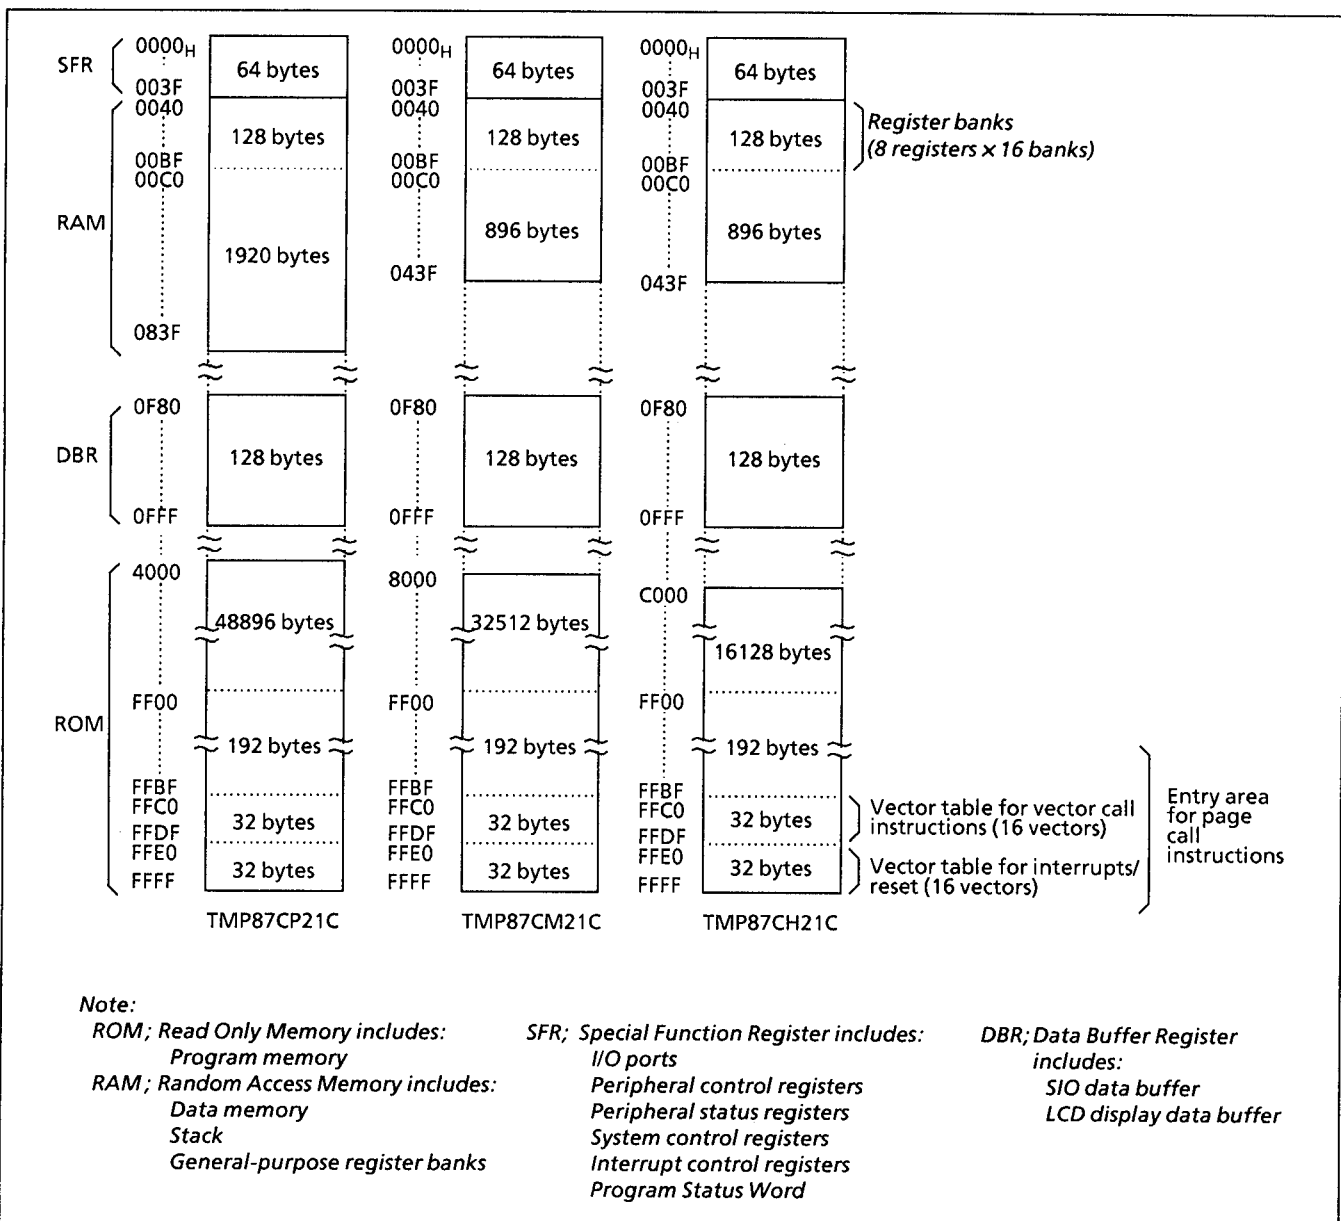 SFR
RAM
DBR
ROM
0000H
003F
0040
00BF
00C0
083F
0F80
0FFF
4000
FF00
FFBF
FFC0
FFDF
FFE0
FFFF
64 bytes
128 bytes
1920 bytes
128 bytes
48896 bytes
192 bytes
32 bytes
32 bytes
TMP87CP21C
0000H
003F
0040
00BF
00C0
043F
0F80
0FFF
8000
FF00
FFBF
FFC0
FFDF
FFE0
FFFF
64 bytes
128 bytes
896 bytes
128 bytes
32512 bytes
192 bytes
32 bytes
32 bytes
TMP87CM21C
0000H
003F
0040
00BF
00C0
043F
0F80
0FFF
C000
FF00
FFBF
FFC0
FFDF
FFE0
FFFF
64 bytes
128 bytes
896 bytes
128 bytes
16128 bytes
192 bytes
32 bytes
32 bytes
TMP87CH21C
Register banks
(8 registers × 16 banks)
Vector table for vector call
instructions (16 vectors)
Vector table for interrupts/
reset (16 vectors)
Entry area
for page
call
instructions
Note:
ROM; Read Only Memory includes:
Program memory
RAM; Random Access Memory includes:
Data memory
Stack
General-purpose register banks
SFR; Special Function Register includes:
I/O ports
Peripheral control registers
Peripheral status registers
System control registers
Interrupt control registers
Program Status Word
DBR; Data Buffer Register
includes:
SIO data buffer
LCD display data buffer